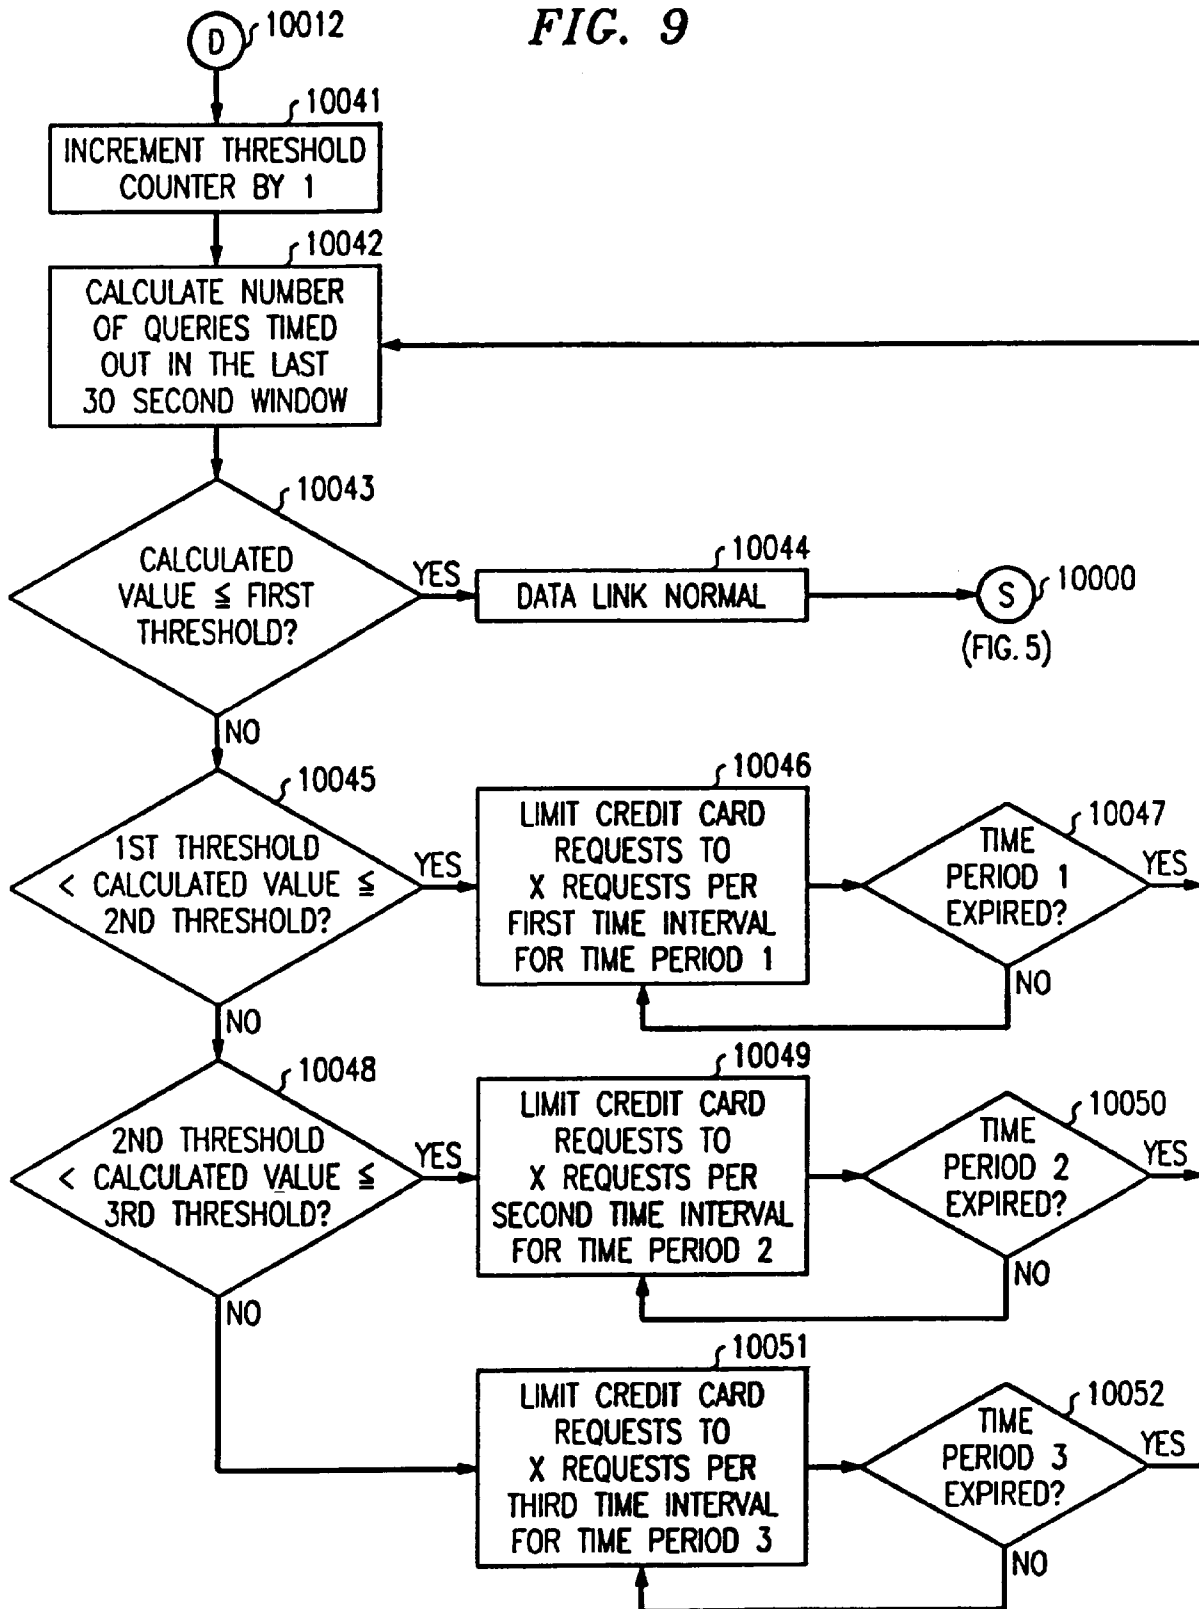 FIG. 9
D
10012
10041
INCREMENT THRESHOLD
COUNTER BY 1
10042
CALCULATE NUMBER
OF QUERIES TIMED
OUT IN THE LAST
30 SECOND WINDOW
10043
CALCULATED
VALUE ≦ FIRST
THRESHOLD?
YES
NO
10044
DATA LINK NORMAL
S
10000
(FIG. 5)
10045
1ST THRESHOLD
< CALCULATED VALUE ≦
2ND THRESHOLD?
YES
NO
10046
LIMIT CREDIT CARD
REQUESTS TO
X REQUESTS PER
FIRST TIME INTERVAL
FOR TIME PERIOD 1
10047
TIME
PERIOD 1
EXPIRED?
YES
NO
10048
2ND THRESHOLD
< CALCULATED VALUE ≦
3RD THRESHOLD?
YES
NO
10049
LIMIT CREDIT CARD
REQUESTS TO
X REQUESTS PER
SECOND TIME INTERVAL
FOR TIME PERIOD 2
10050
TIME
PERIOD 2
EXPIRED?
YES
NO
10051
LIMIT CREDIT CARD
REQUESTS TO
X REQUESTS PER
THIRD TIME INTERVAL
FOR TIME PERIOD 3
10052
TIME
PERIOD 3
EXPIRED?
YES
NO